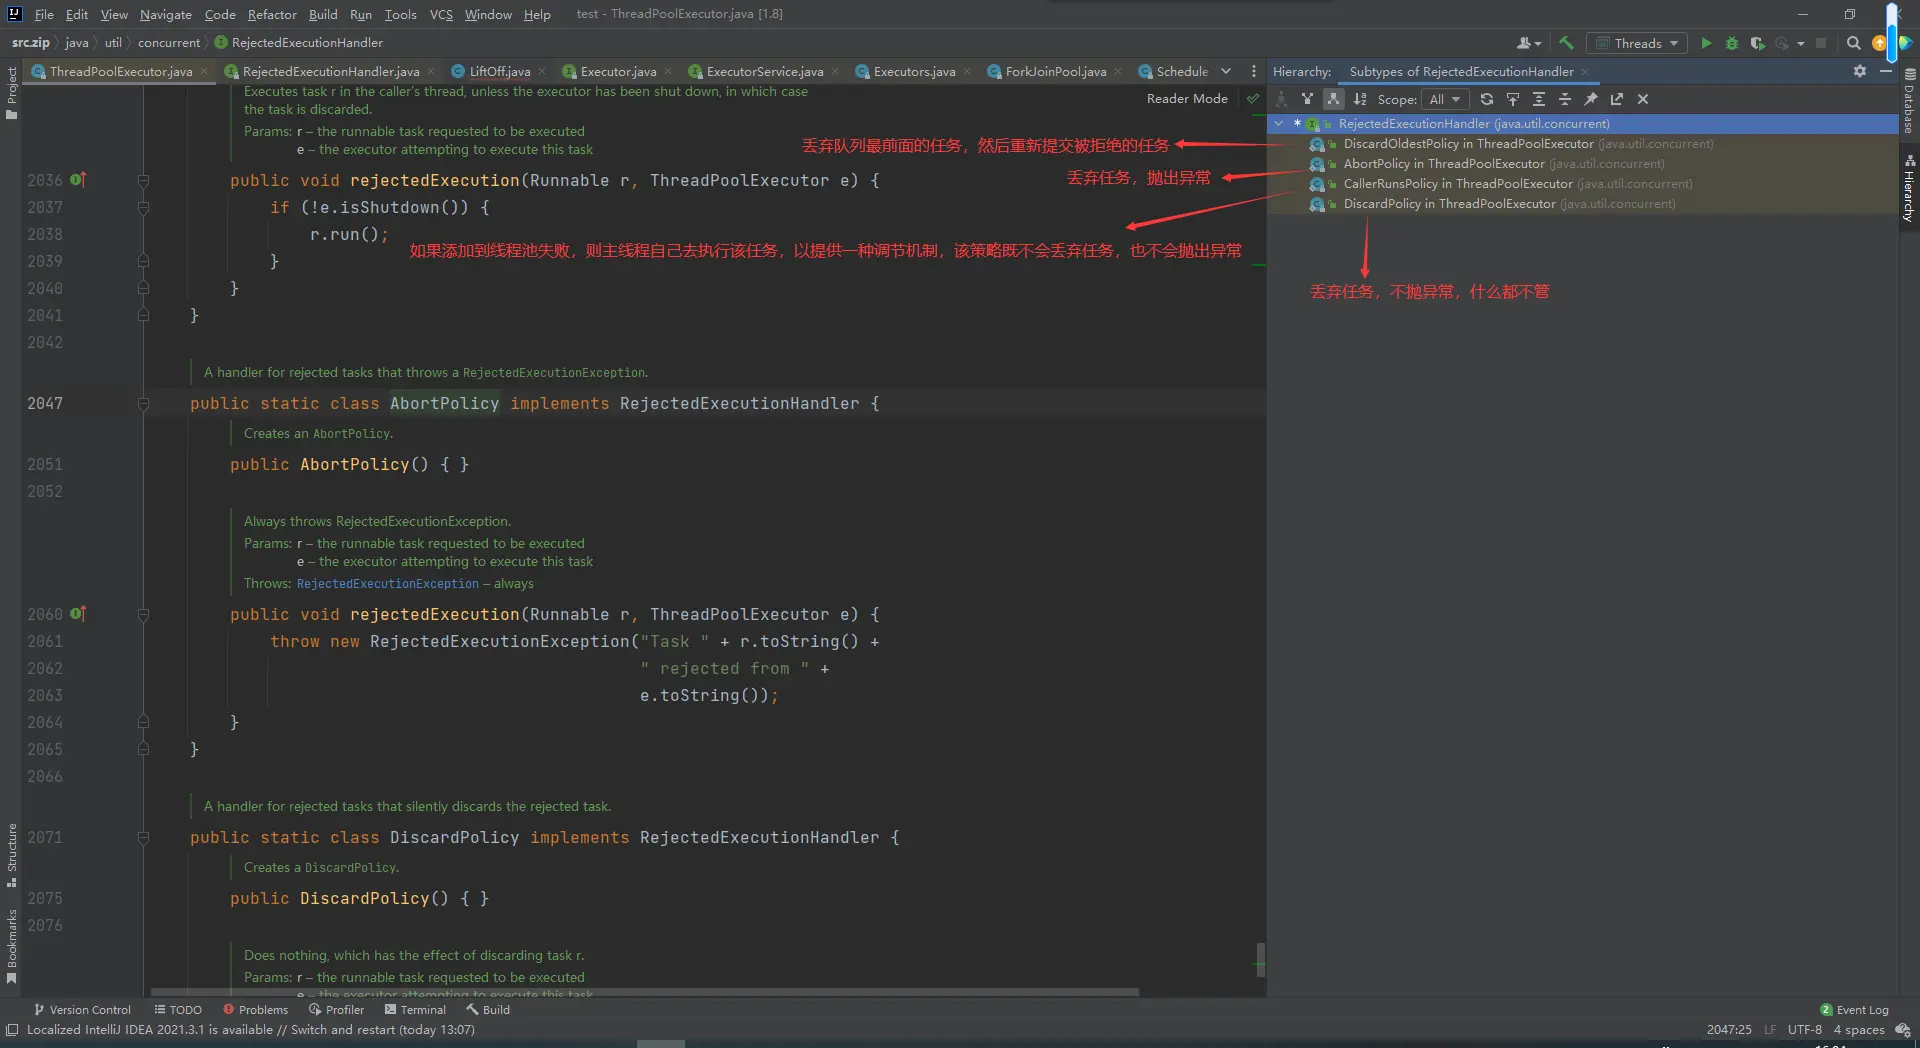 File Edit View Navigate Code Refactor Build Run Tools VCS Window Help test - ThreadPoolExecutor.java [1.8]
src.zip java util concurrent RejectedExecutionHandler
Threads
ThreadPoolExecutor.java RejectedExecutionHandler.java LiftOff.java Executor.java ExecutorService.java Executors.java ForkJoinPool.java Schedule
Hierarchy: Subtypes of RejectedExecutionHandler
Scope: All
Reader Mode
Project
Structure
Bookmarks
Database
Hierarchy
RejectedExecutionHandler (java.util.concurrent)
DiscardOldestPolicy in ThreadPoolExecutor (java.util.concurrent)
AbortPolicy in ThreadPoolExecutor (java.util.concurrent)
CallerRunsPolicy in ThreadPoolExecutor (java.util.concurrent)
DiscardPolicy in ThreadPoolExecutor (java.util.concurrent)
丢弃队列最前面的任务，然后重新提交被拒绝的任务
丢弃任务，抛出异常
如果添加到线程池失败，则主线程自己去执行该任务，以提供一种调节机制，该策略既不会丢弃任务，也不会抛出异常
丢弃任务，不抛异常，什么都不管
Executes task r in the caller's thread, unless the executor has been shut down, in which case
the task is discarded.
Params: r – the runnable task requested to be executed
e – the executor attempting to execute this task
2036 public void rejectedExecution(Runnable r, ThreadPoolExecutor e) {
2037 if (!e.isShutdown()) {
2038 r.run();
2039 }
2040 }
2041 }
2042
A handler for rejected tasks that throws a RejectedExecutionException.
2047 public static class AbortPolicy implements RejectedExecutionHandler {
Creates an AbortPolicy.
2051 public AbortPolicy() { }
2052
Always throws RejectedExecutionException.
Params: r – the runnable task requested to be executed
e – the executor attempting to execute this task
Throws: RejectedExecutionException – always
2060 public void rejectedExecution(Runnable r, ThreadPoolExecutor e) {
2061 throw new RejectedExecutionException("Task " + r.toString() +
2062 " rejected from " +
2063 e.toString());
2064 }
2065 }
2066
A handler for rejected tasks that silently discards the rejected task.
2071 public static class DiscardPolicy implements RejectedExecutionHandler {
Creates a DiscardPolicy.
2075 public DiscardPolicy() { }
2076
Does nothing, which has the effect of discarding task r.
Params: r – the runnable task requested to be executed
e – the executor attempting to execute this task
Version Control TODO Problems Profiler Terminal Build 2 Event Log
Localized IntelliJ IDEA 2021.3.1 is available // Switch and restart (today 13:07) 2047:25 LF UTF-8 4 spaces